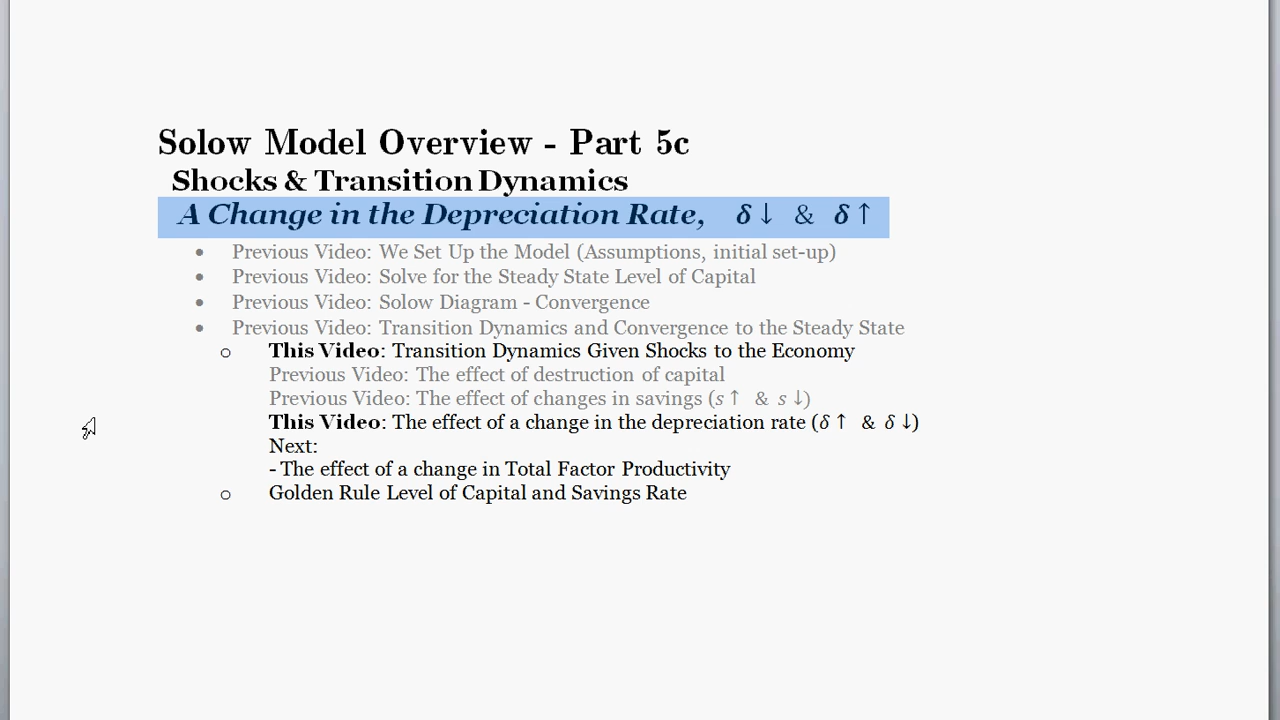 Solow Model Overview - Part 5c
Shocks & Transition Dynamics
A Change in the Depreciation Rate, δ↓ & δ↑
• Previous Video: We Set Up the Model (Assumptions, initial set-up)
• Previous Video: Solve for the Steady State Level of Capital
• Previous Video: Solow Diagram - Convergence
• Previous Video: Transition Dynamics and Convergence to the Steady State
o This Video: Transition Dynamics Given Shocks to the Economy
Previous Video: The effect of destruction of capital
Previous Video: The effect of changes in savings (s↑ & s↓)
This Video: The effect of a change in the depreciation rate (δ↑ & δ↓)
Next:
- The effect of a change in Total Factor Productivity
o Golden Rule Level of Capital and Savings Rate